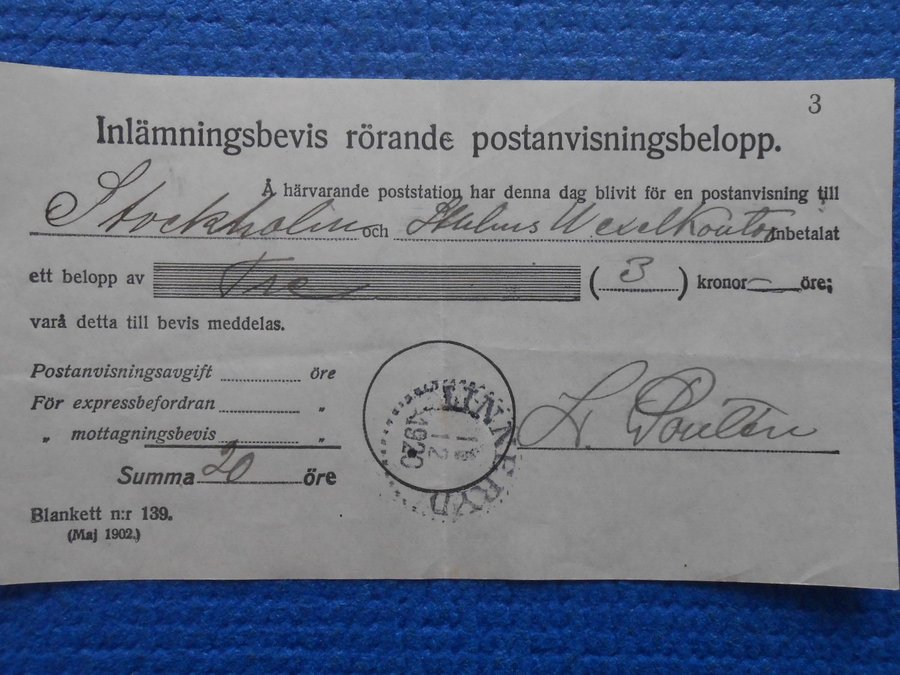 3
Inlämningsbevis rörande postanvisningsbelopp.
Å härvarande poststation har denna dag blivit för en postanvisning till
Stockholm och Wexelkontor inbetalat
ett belopp av Tre (3) kronor — öre;
varå detta till bevis meddelas.
Postanvisningsavgift ............ öre
För expressbefordran ............ „
„ mottagningsbevis ............ „
Summa 20 öre
LINNERYD
1920
Blankett n:r 139.
(Maj 1902.)